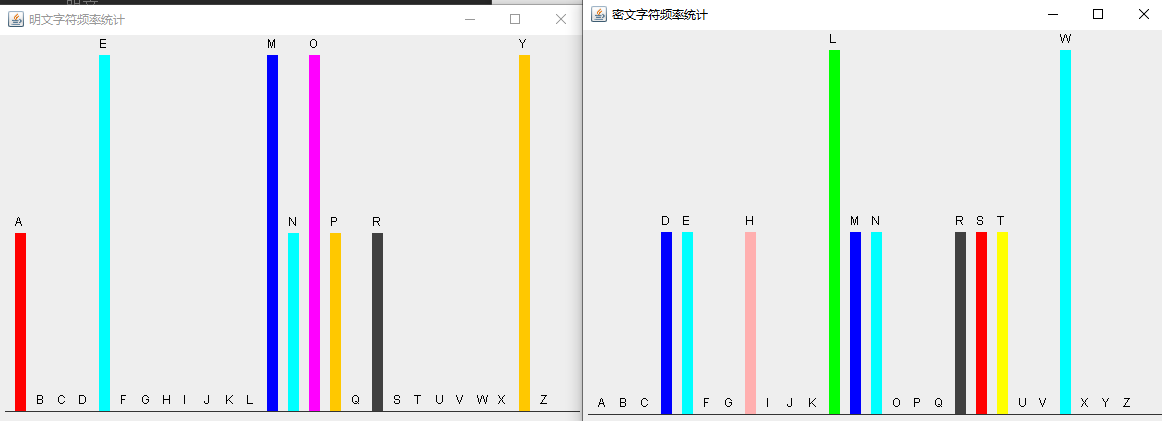 明文字符频率统计
E M O Y
A N P R
B C D F G H I J K L Q S T U V W X Z
密文字符频率统计
L W
D E H M N R S T
A B C F G I J K O P Q U V X Y Z